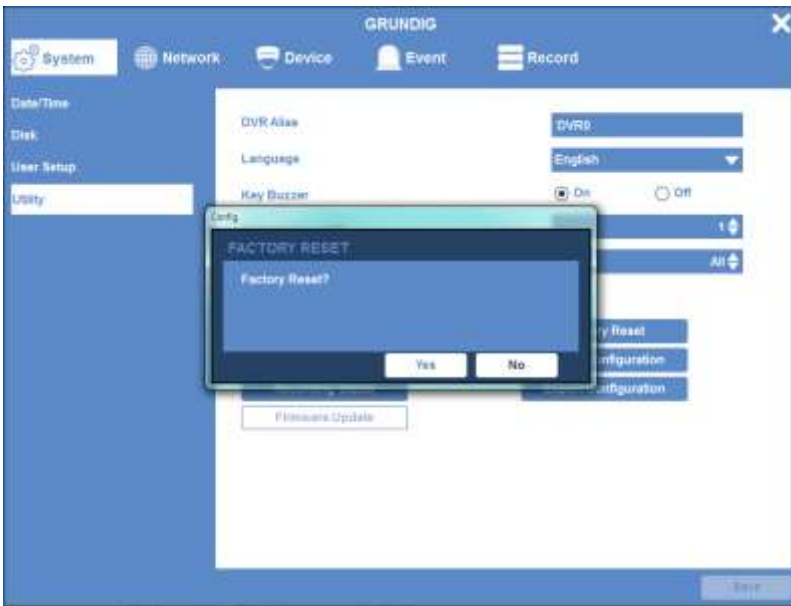 GRUNDIG
System Network Device Event Record
Date/Time
Disk
User Setup
Utility
DVR Alias DVR0
Language English
Key Buzzer On Off
1
All
Config
FACTORY RESET
Factory Reset?
Yes No
ry Reset
nfiguration
nfiguration
Firmware Update
Save